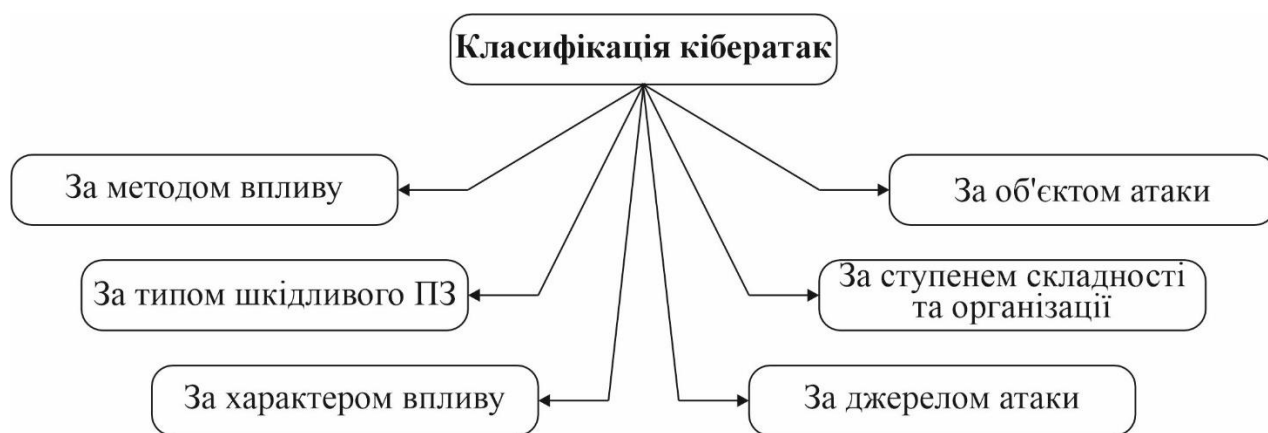 Класифікація кібератак
За методом впливу
За об'єктом атаки
За типом шкідливого ПЗ
За ступенем складності
та організації
За характером впливу
За джерелом атаки